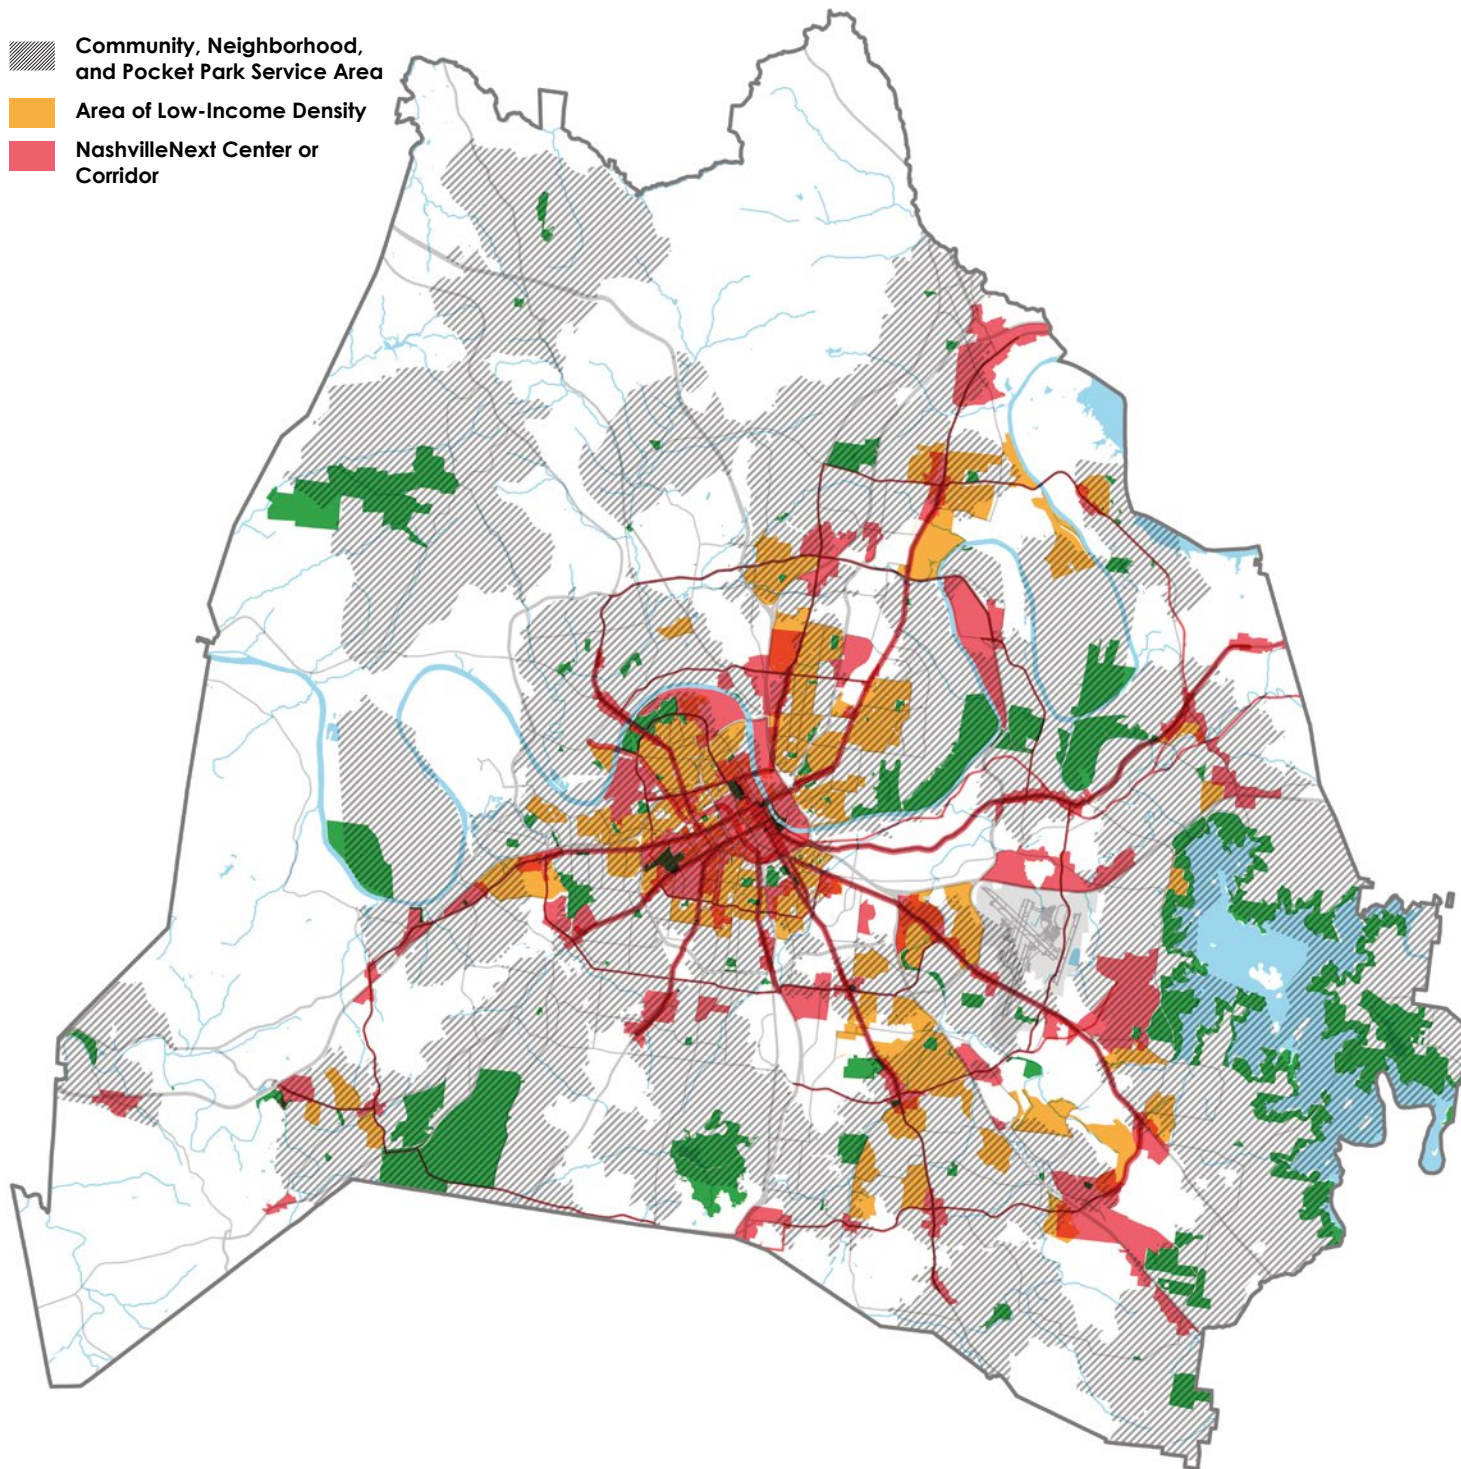 Community, Neighborhood,
and Pocket Park Service Area
Area of Low-Income Density
NashvilleNext Center or
Corridor